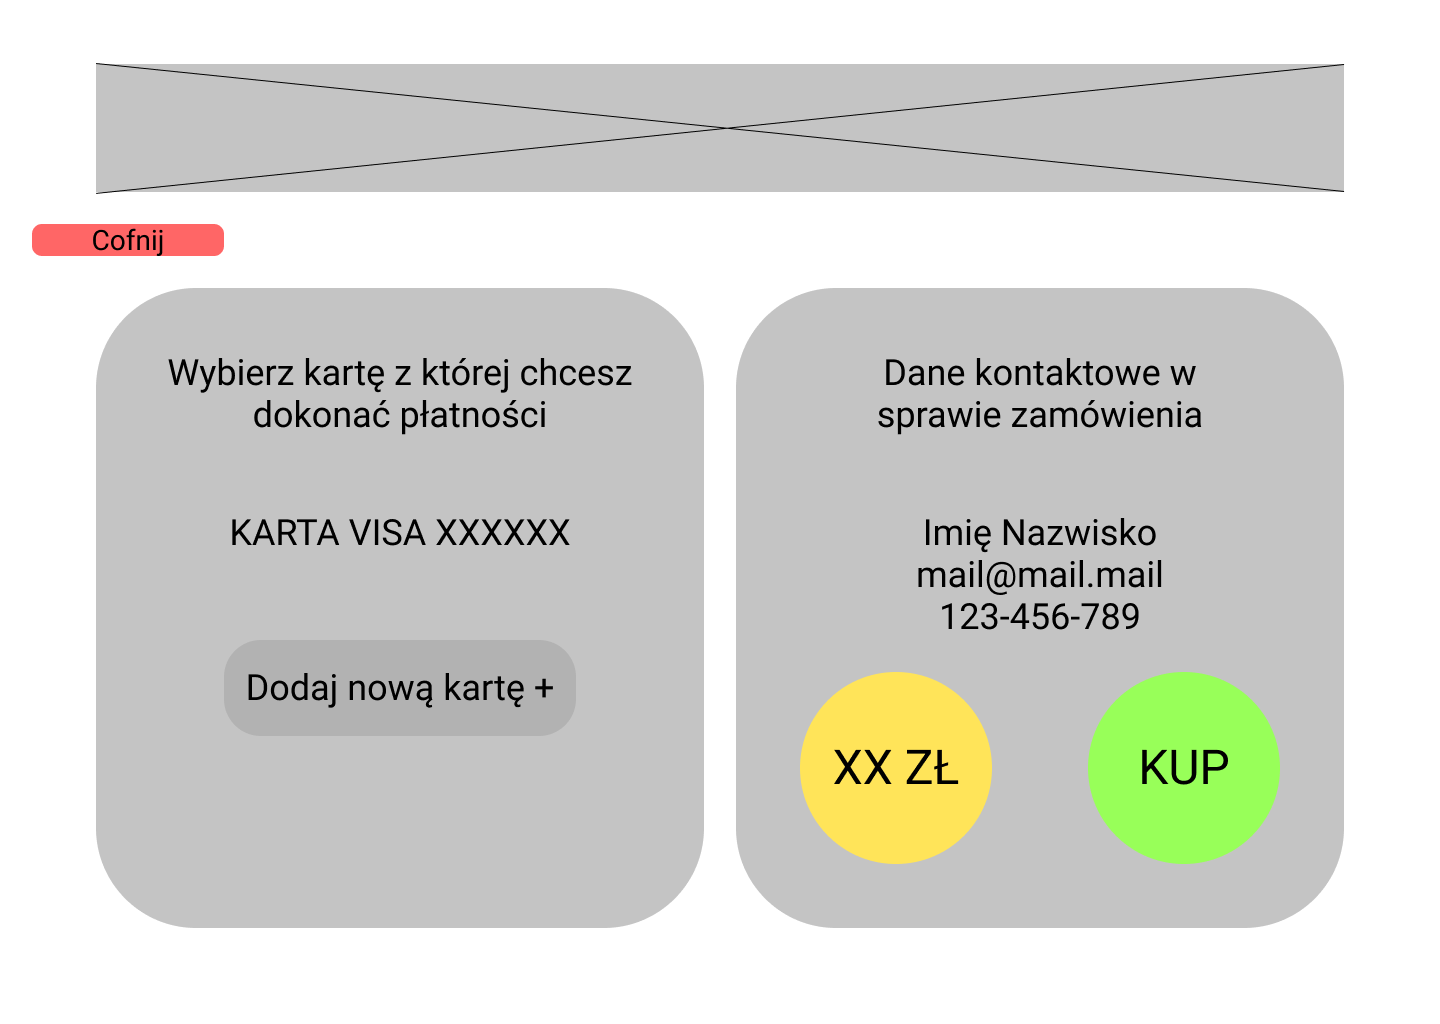 Cofnij
Wybierz kartę z której chcesz
dokonać płatności
KARTA VISA XXXXXX
Dodaj nową kartę +
Dane kontaktowe w
sprawie zamówienia
Imię Nazwisko
mail@mail.mail
123-456-789
XX ZŁ
KUP